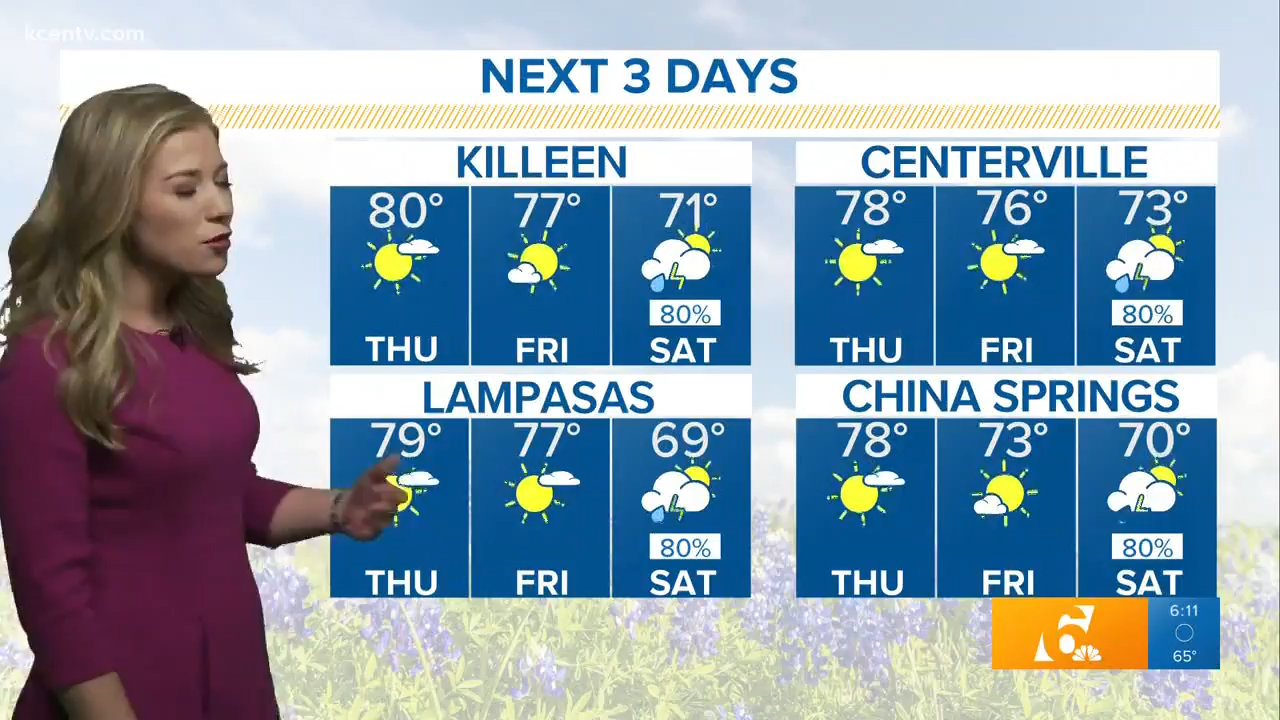 kcentv.com
NEXT 3 DAYS
KILLEEN
80° 77° 71°
80%
THU FRI SAT
CENTERVILLE
78° 76° 73°
80%
THU FRI SAT
LAMPASAS
79° 77° 69°
80%
THU FRI SAT
CHINA SPRINGS
78° 73° 70°
80%
THU FRI SAT
6
6:11
65°